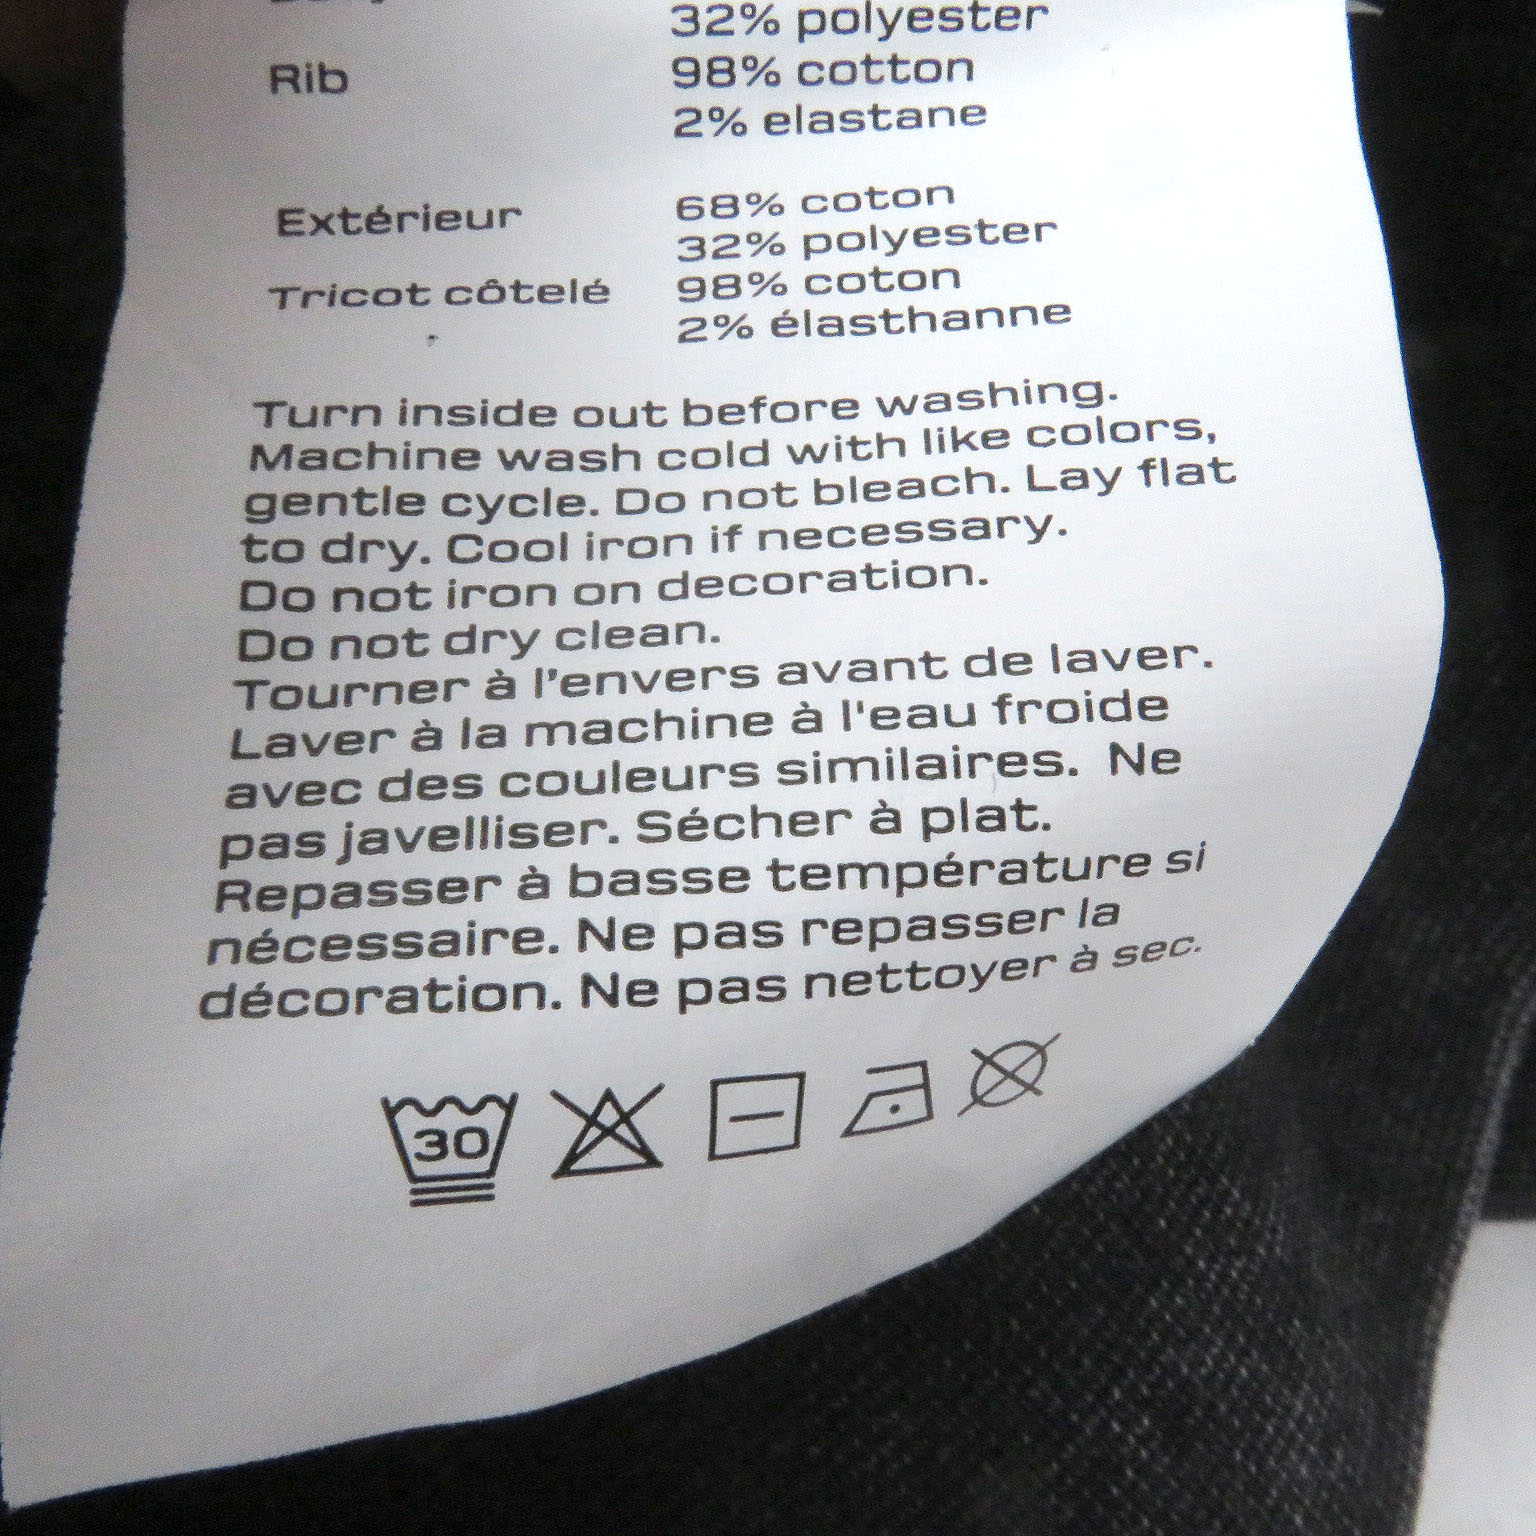 32% polyester
Rib 98% cotton
2% elastane
Extérieur 68% coton
32% polyester
Tricot côtelé 98% coton
2% élasthanne
Turn inside out before washing.
Machine wash cold with like colors,
gentle cycle. Do not bleach. Lay flat
to dry. Cool iron if necessary.
Do not iron on decoration.
Do not dry clean.
Tourner à l'envers avant de laver.
Laver à la machine à l'eau froide
avec des couleurs similaires. Ne
pas javelliser. Sécher à plat.
Repasser à basse température si
nécessaire. Ne pas repasser la
décoration. Ne pas nettoyer à sec.
30